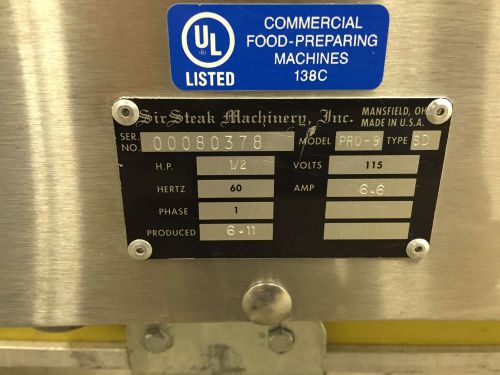 UL
LISTED
COMMERCIAL
FOOD-PREPARING
MACHINES
138C
SirSteak Machinery, Inc. MANSFIELD, OH
MADE IN U.S.A.
SER. NO. 00080378 MODEL PRO-9 TYPE SD
H.P. 1/2 VOLTS 115
HERTZ 60 AMP 6.6
PHASE 1
PRODUCED 6-11